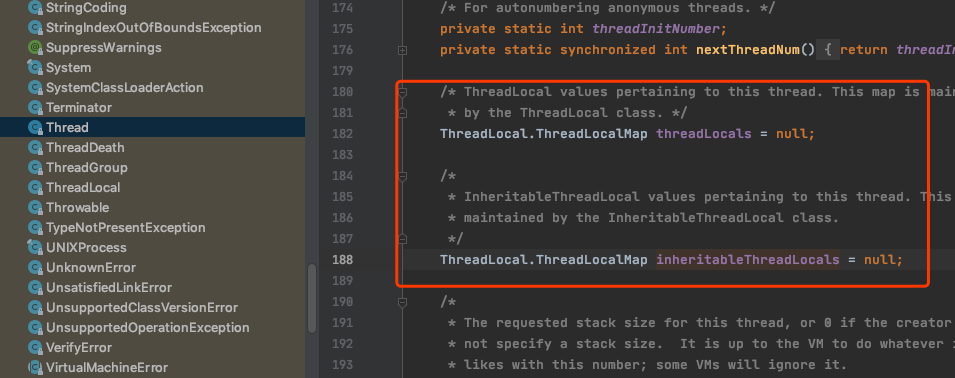 StringCoding
StringIndexOutOfBoundsException
SuppressWarnings
System
SystemClassLoaderAction
Terminator
Thread
ThreadDeath
ThreadGroup
ThreadLocal
Throwable
TypeNotPresentException
UNIXProcess
UnknownError
UnsatisfiedLinkError
UnsupportedClassVersionError
UnsupportedOperationException
VerifyError
VirtualMachineError
174 /* For autonumbering anonymous threads. */
175 private static int threadInitNumber;
176 private static synchronized int nextThreadNum() { return threadIn
179
180 /* ThreadLocal values pertaining to this thread. This map is main
181 * by the ThreadLocal class. */
182 ThreadLocal.ThreadLocalMap threadLocals = null;
183
184 /*
185 * InheritableThreadLocal values pertaining to this thread. This
186 * maintained by the InheritableThreadLocal class.
187 */
188 ThreadLocal.ThreadLocalMap inheritableThreadLocals = null;
189
190 /*
191 * The requested stack size for this thread, or 0 if the creator
192 * not specify a stack size. It is up to the VM to do whatever
193 * likes with this number; some VMs will ignore it.